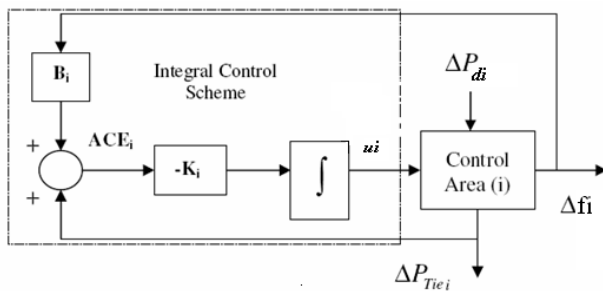 Bi
Integral Control
Scheme
ΔPdi
+
ACEi
-Ki
∫
ui
Control
Area (i)
+
Δfi
ΔPTie i